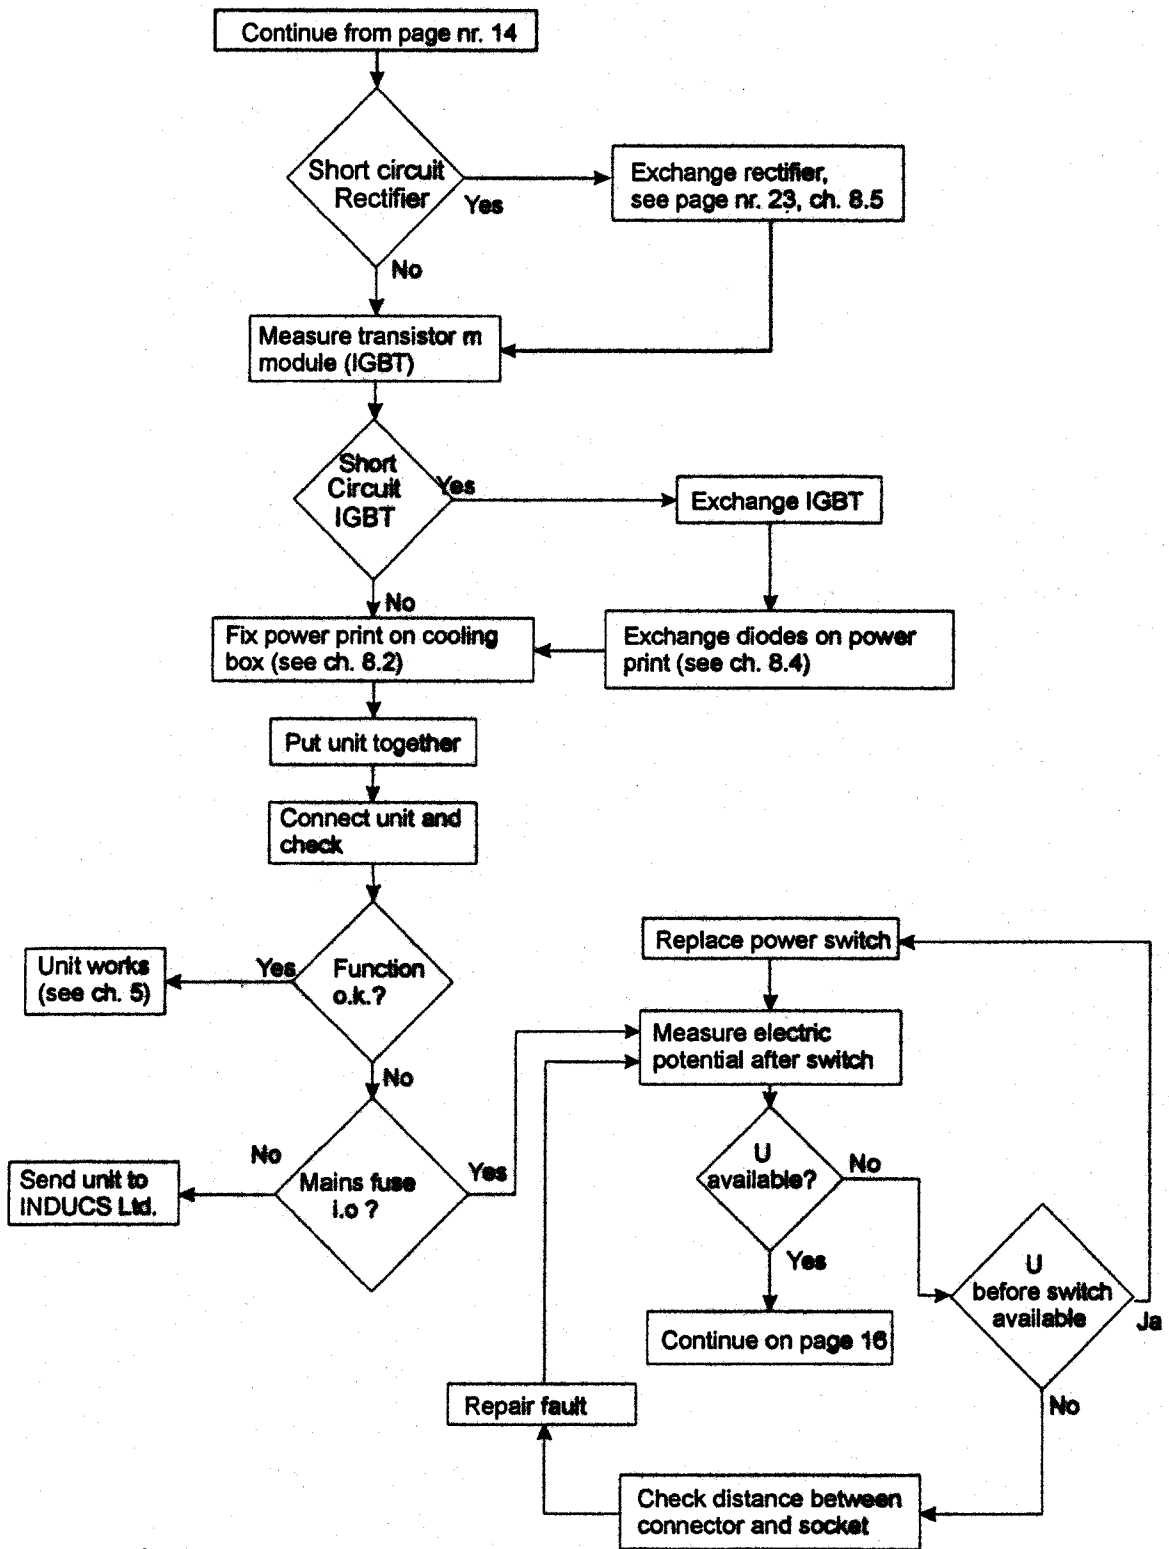 Continue from page nr. 14
Short circuit
Rectifier
Yes
Exchange rectifier,
see page nr. 23, ch. 8.5
No
Measure transistor m
module (IGBT)
Short
Circuit
IGBT
Yes
Exchange IGBT
No
Fix power print on cooling
box (see ch. 8.2)
Exchange diodes on power
print (see ch. 8.4)
Put unit together
Connect unit and
check
Function
o.k.?
Yes
Unit works
(see ch. 5)
No
Mains fuse
i.o ?
No
Send unit to
INDUCS Ltd.
Yes
Replace power switch
Measure electric
potential after switch
U
available?
No
Yes
Continue on page 16
U
before switch
available
Ja
No
Repair fault
Check distance between
connector and socket